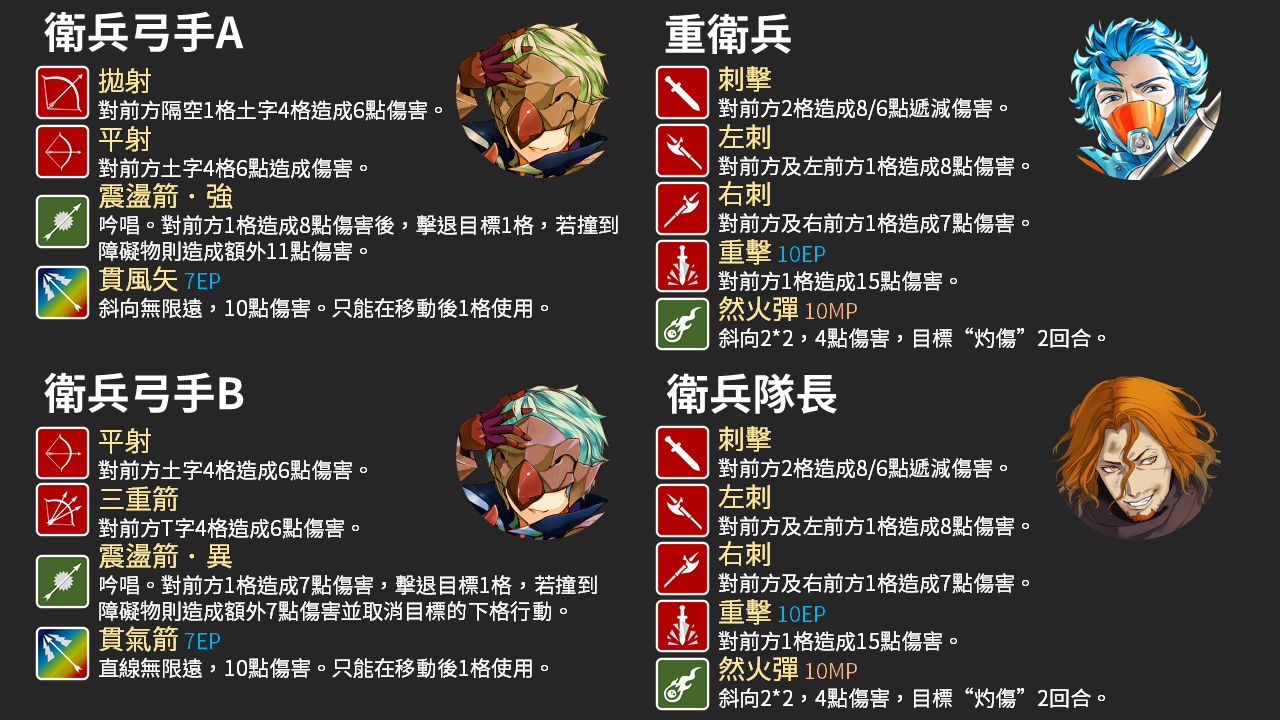 衛兵弓手A
拋射
對前方隔空1格土字4格造成6點傷害。
平射
對前方土字4格6點造成傷害。
震盪箭·強
吟唱。對前方1格造成8點傷害後，擊退目標1格，若撞到
障礙物則造成額外11點傷害。
貫風矢 7EP
斜向無限遠，10點傷害。只能在移動後1格使用。
重衛兵
刺擊
對前方2格造成8/6點遞減傷害。
左刺
對前方及左前方1格造成8點傷害。
右刺
對前方及右前方1格造成7點傷害。
重擊 10EP
對前方1格造成15點傷害。
然火彈 10MP
斜向2*2，4點傷害，目標“灼傷”2回合。
衛兵弓手B
平射
對前方土字4格造成6點傷害。
三重箭
對前方T字4格造成6點傷害。
震盪箭·異
吟唱。對前方1格造成7點傷害，擊退目標1格，若撞到
障礙物則造成額外7點傷害並取消目標的下格行動。
貫氣箭 7EP
直線無限遠，10點傷害。只能在移動後1格使用。
衛兵隊長
刺擊
對前方2格造成8/6點遞減傷害。
左刺
對前方及左前方1格造成8點傷害。
右刺
對前方及右前方1格造成7點傷害。
重擊 10EP
對前方1格造成15點傷害。
然火彈 10MP
斜向2*2，4點傷害，目標“灼傷”2回合。